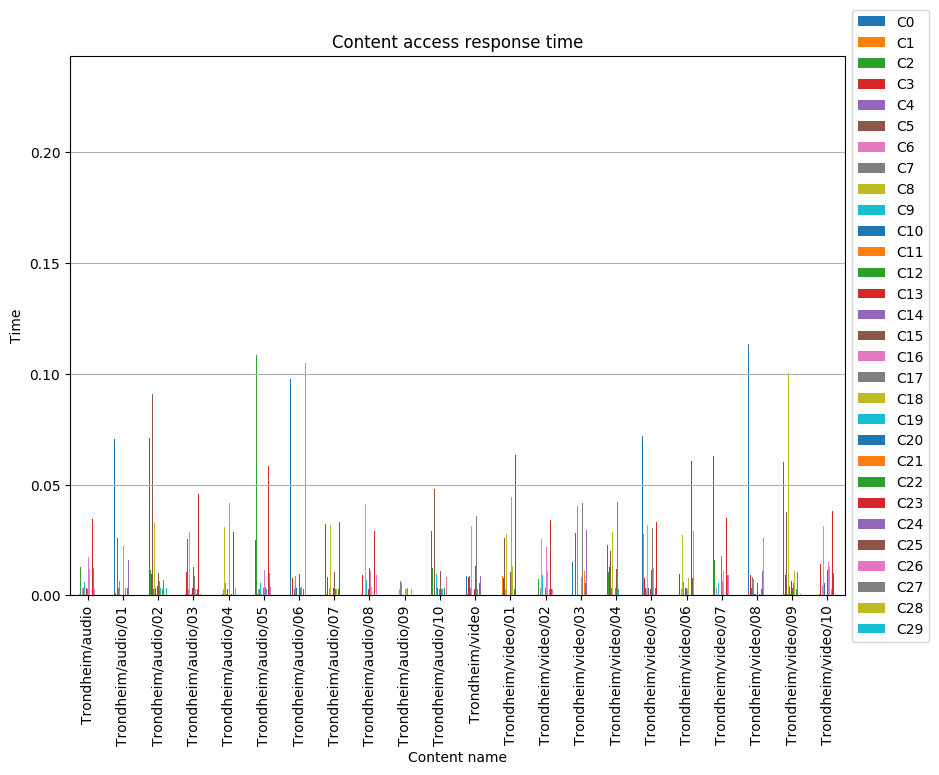 Content access response time
Time
0.20
0.15
0.10
0.05
0.00
Trondheim/audio
Trondheim/audio/01
Trondheim/audio/02
Trondheim/audio/03
Trondheim/audio/04
Trondheim/audio/05
Trondheim/audio/06
Trondheim/audio/07
Trondheim/audio/08
Trondheim/audio/09
Trondheim/audio/10
Trondheim/video
Trondheim/video/01
Trondheim/video/02
Trondheim/video/03
Trondheim/video/04
Trondheim/video/05
Trondheim/video/06
Trondheim/video/07
Trondheim/video/08
Trondheim/video/09
Trondheim/video/10
Content name
C0
C1
C2
C3
C4
C5
C6
C7
C8
C9
C10
C11
C12
C13
C14
C15
C16
C17
C18
C19
C20
C21
C22
C23
C24
C25
C26
C27
C28
C29